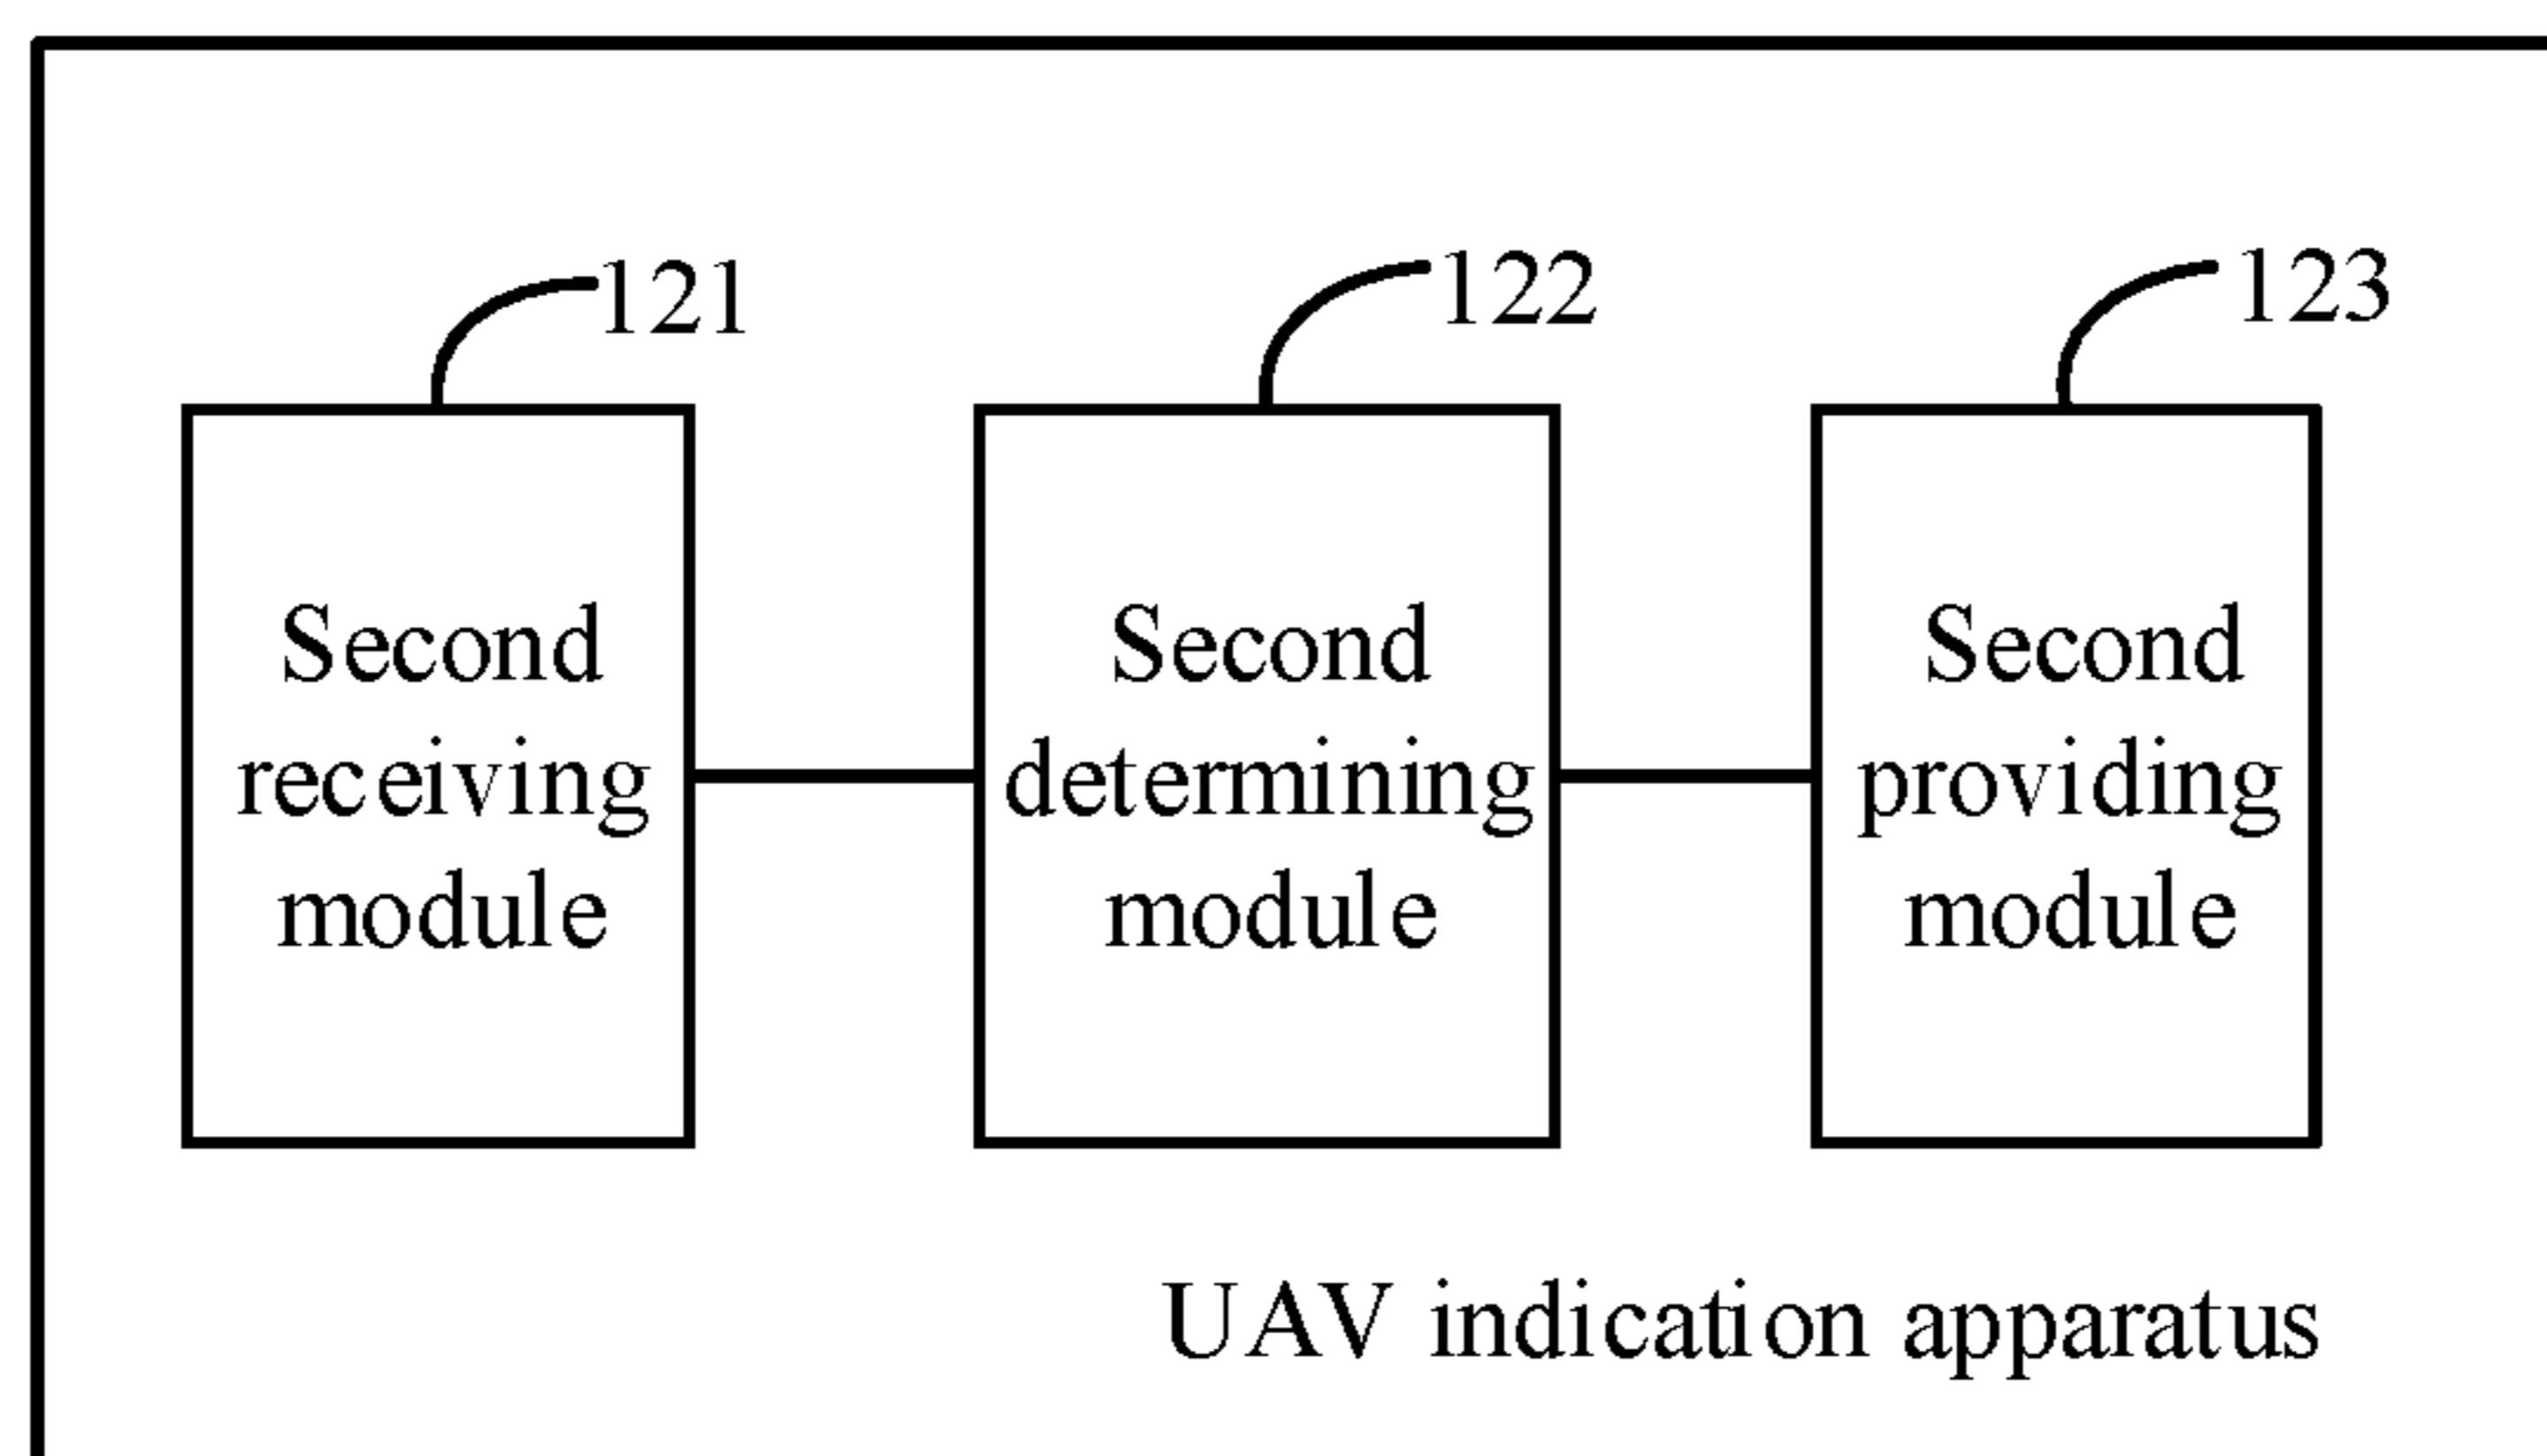 121
122
123
Second
receiving
module
Second
determining
module
Second
providing
module
UAV indication apparatus